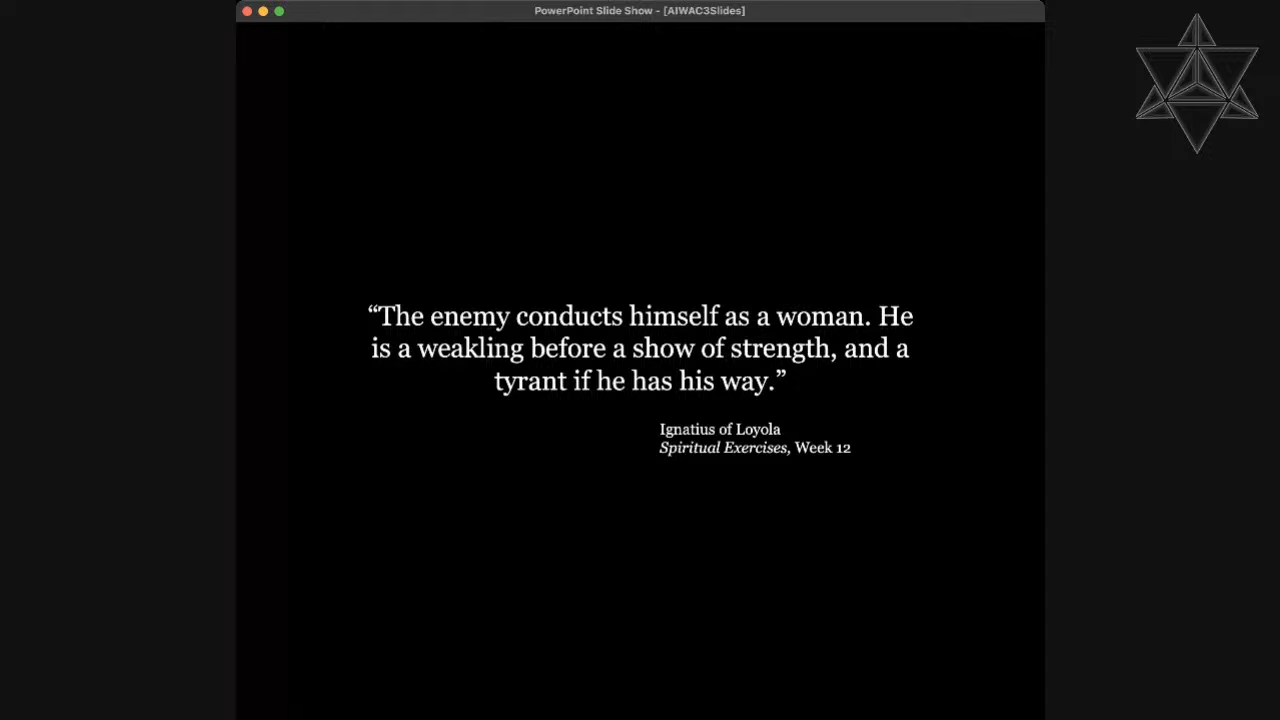 PowerPoint Slide Show - [AIWAC3Slides]
“The enemy conducts himself as a woman. He
is a weakling before a show of strength, and a
tyrant if he has his way.”
Ignatius of Loyola
Spiritual Exercises, Week 12